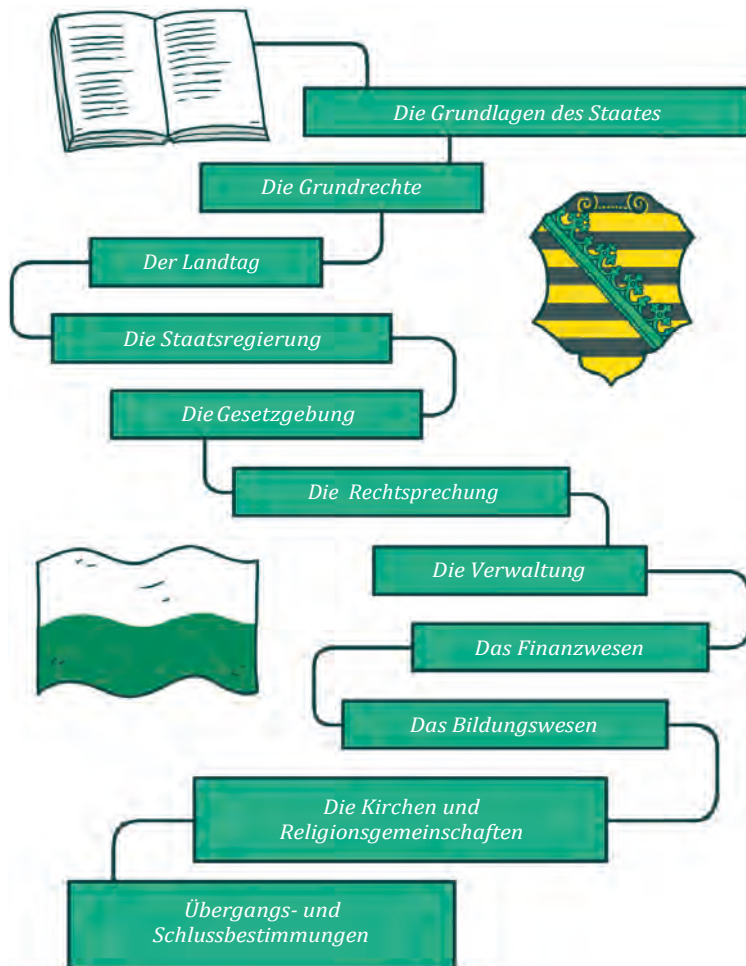 Die Grundlagen des Staates
Die Grundrechte
Der Landtag
Die Staatsregierung
Die Gesetzgebung
Die Rechtsprechung
Die Verwaltung
Das Finanzwesen
Das Bildungswesen
Die Kirchen und
Religionsgemeinschaften
Übergangs- und
Schlussbestimmungen